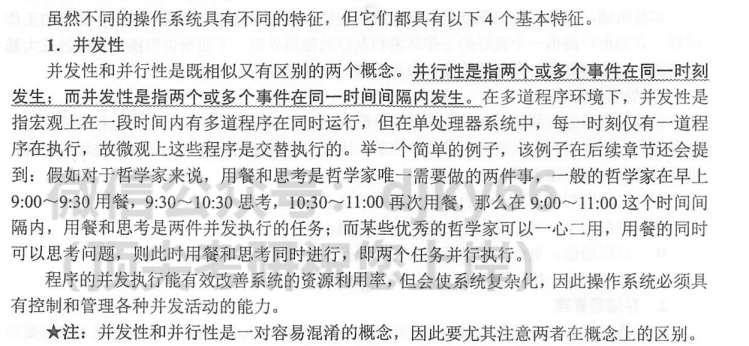 虽然不同的操作系统具有不同的特征，但它们都具有以下 4 个基本特征。
1．并发性
并发性和并行性是既相似又有区别的两个概念。并行性是指两个或多个事件在同一时刻
发生；而并发性是指两个或多个事件在同一时间间隔内发生。在多道程序环境下，并发性是
指宏观上在一段时间内有多道程序在同时运行，但在单处理器系统中，每一时刻仅有一道程
序在执行，故微观上这些程序是交替执行的。举一个简单的例子，该例子在后续章节还会提
到：假如对于哲学家来说，用餐和思考是哲学家唯一需要做的两件事，一般的哲学家在早上
9:00～9:30 用餐，9:30～10:30 思考，10:30～11:00 再次用餐，那么在 9:00～11:00 这个时间间
隔内，用餐和思考是两件并发执行的任务；而某些优秀的哲学家可以一心二用，用餐的同时
可以思考问题，则此时用餐和思考同时进行，即两个任务并行执行。
程序的并发执行能有效改善系统的资源利用率，但会使系统复杂化，因此操作系统必须具
有控制和管理各种并发活动的能力。
★注：并发性和并行性是一对容易混淆的概念，因此要尤其注意两者在概念上的区别。